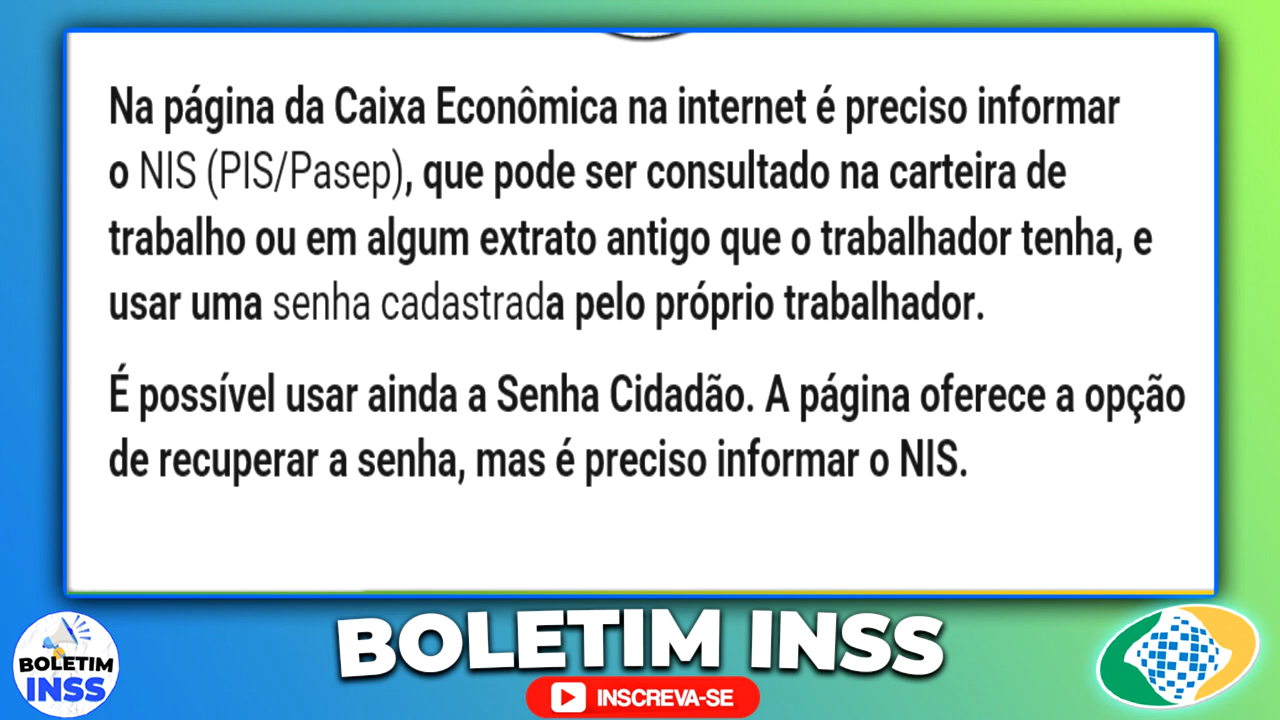 Na página da Caixa Econômica na internet é preciso informar
o NIS (PIS/Pasep), que pode ser consultado na carteira de
trabalho ou em algum extrato antigo que o trabalhador tenha, e
usar uma senha cadastrada pelo próprio trabalhador.
É possível usar ainda a Senha Cidadão. A página oferece a opção
de recuperar a senha, mas é preciso informar o NIS.
BOLETIM INSS
INSCREVA-SE
BOLETIM
INSS